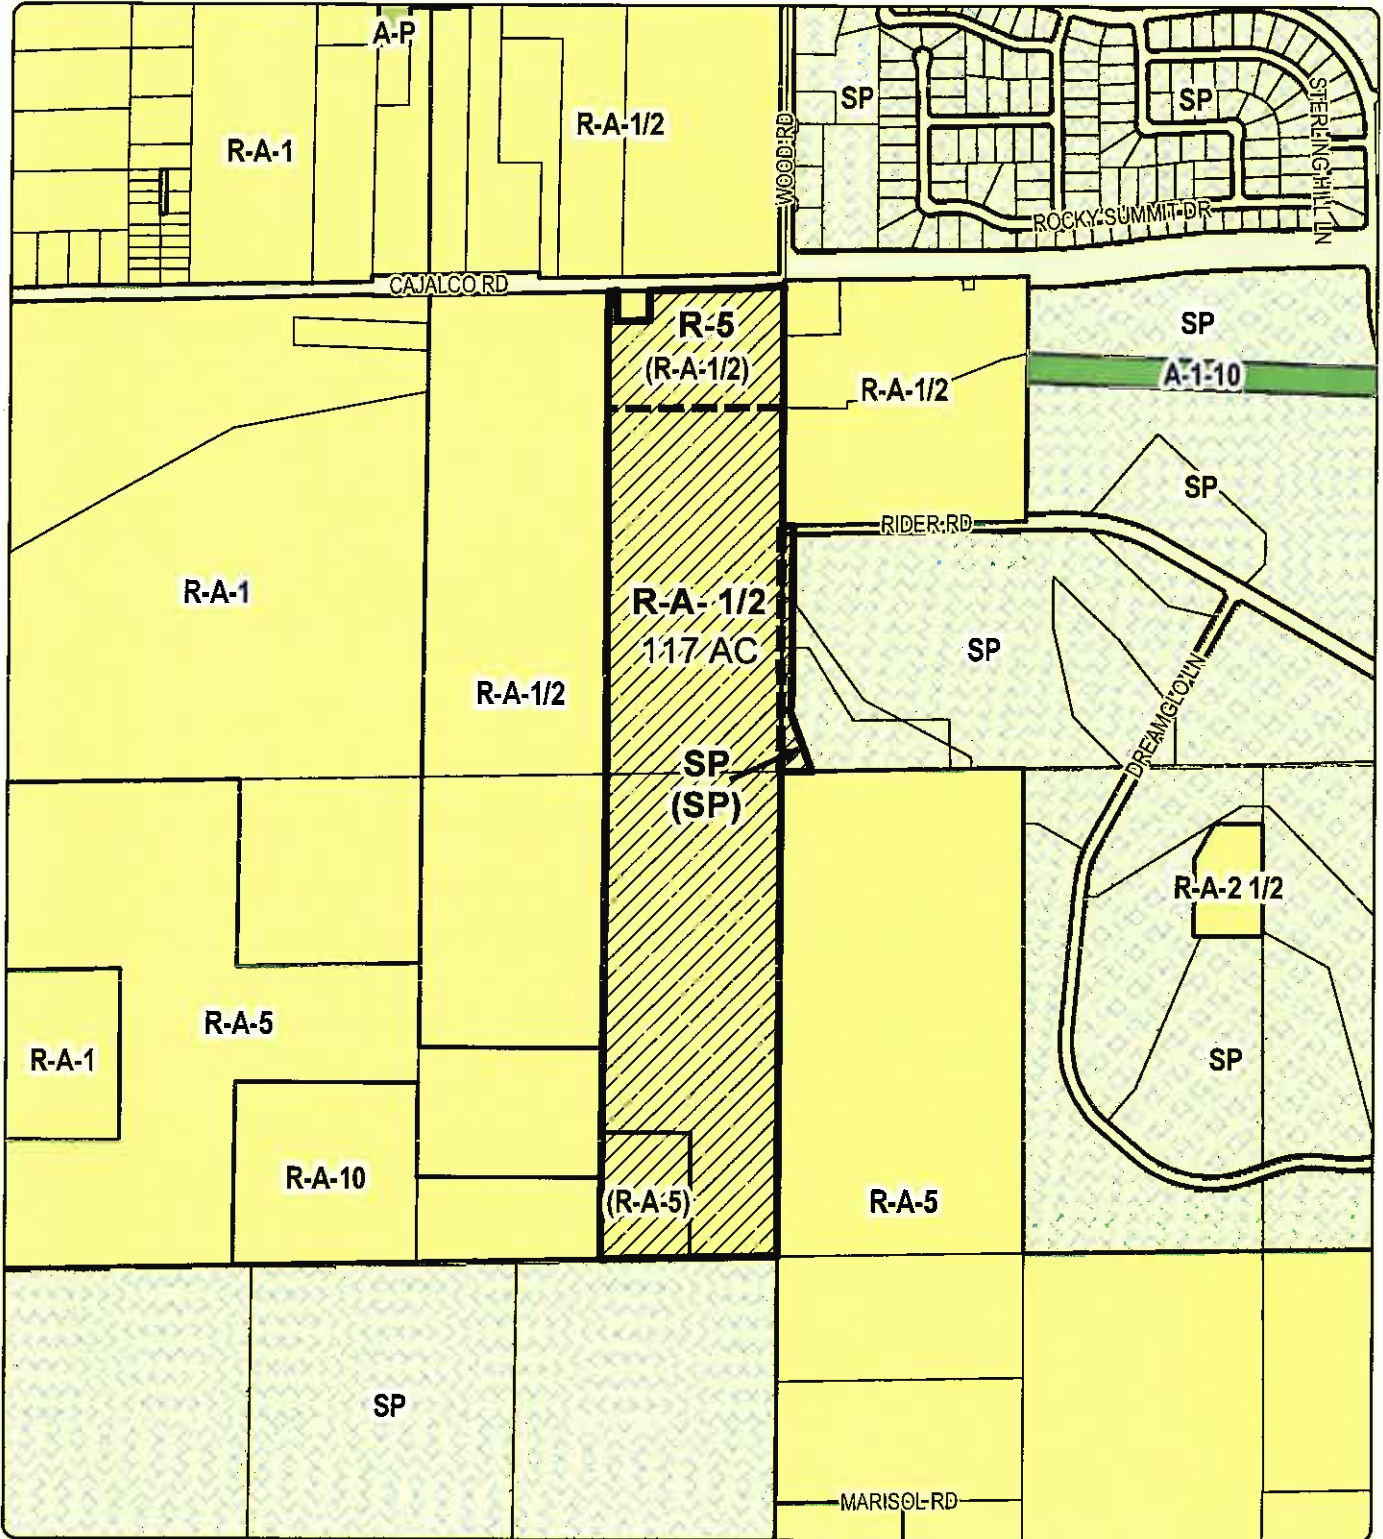 A-P
R-A-1/2
SP
SP
R-A-1
WOOD RD
STERLING HILL LN
ROCKY SUMMIT DR
CAJALCO RD
R-5
(R-A-1/2)
SP
A-1-10
R-A-1/2
SP
RIDER RD
R-A-1
R-A- 1/2
117 AC
SP
R-A-1/2
DREAMGLO LN
SP
(SP)
R-A-2 1/2
R-A-5
R-A-1
SP
R-A-10
(R-A-5)
R-A-5
SP
MARISOL RD